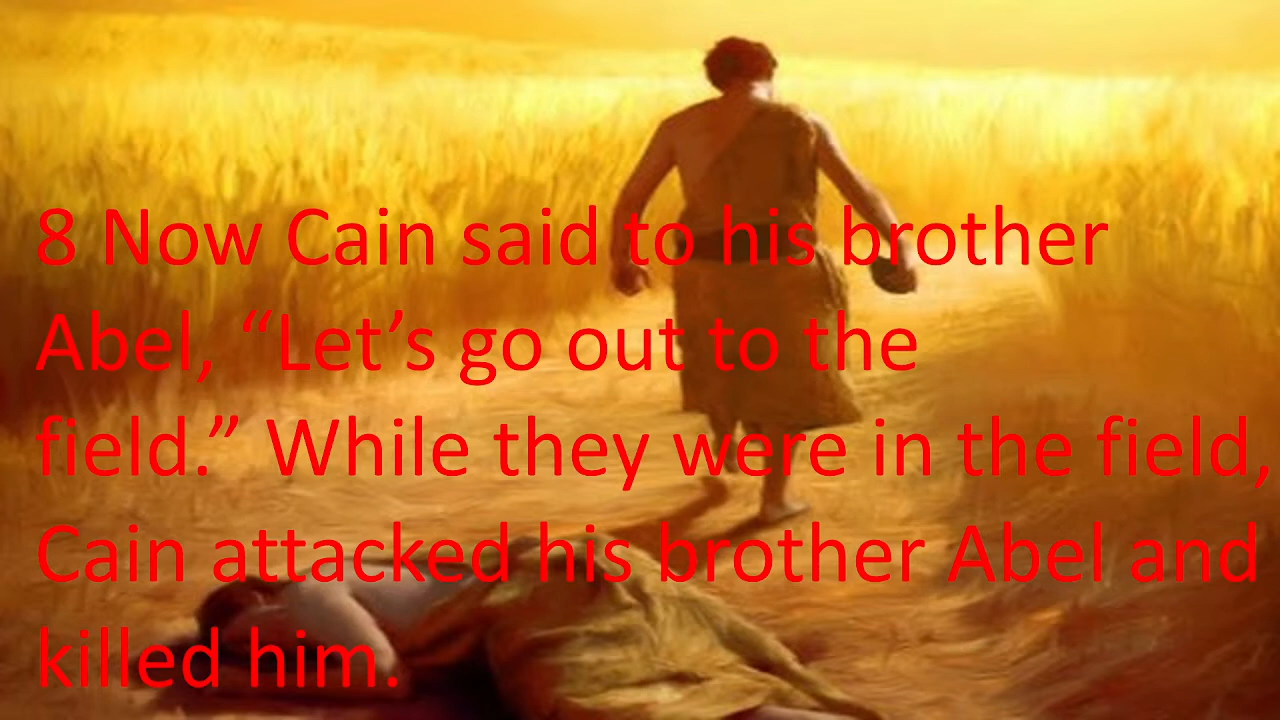 8 Now Cain said to his brother
Abel, “Let’s go out to the
field.” While they were in the field,
Cain attacked his brother Abel and
killed him.